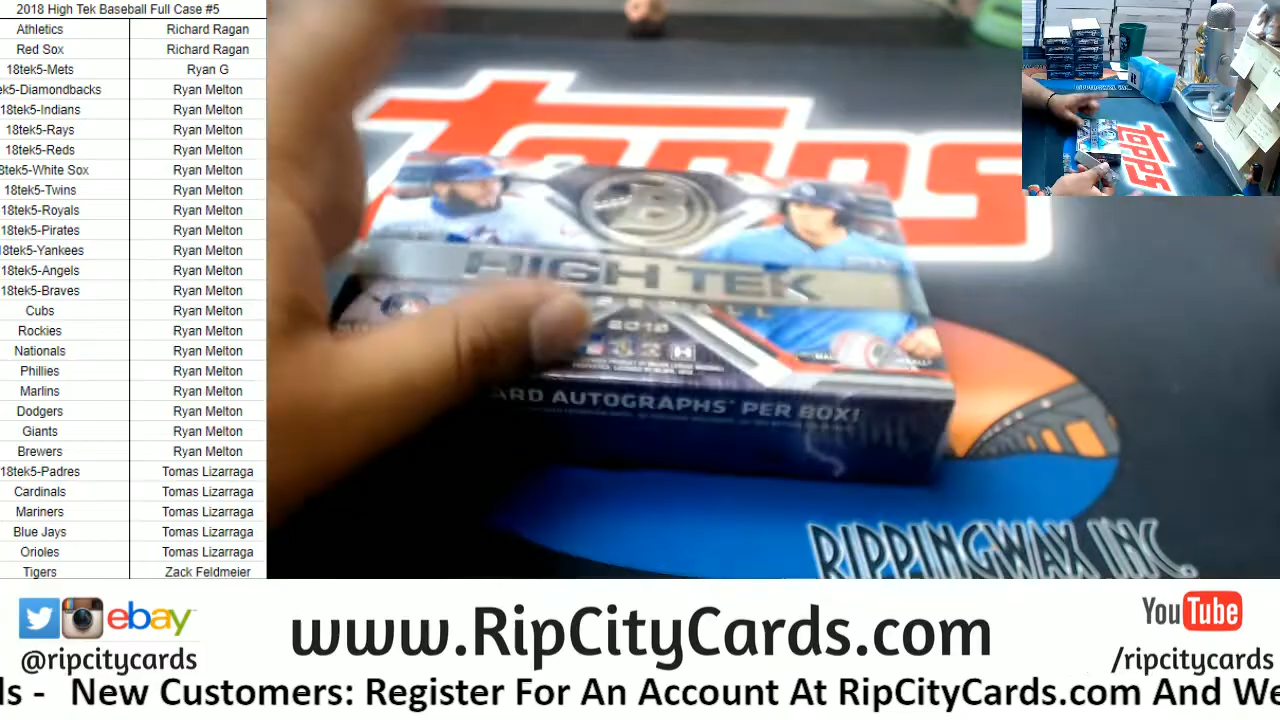 2018 High Tek Baseball Full Case #5
Athletics Richard Ragan
Red Sox Richard Ragan
18tek5-Mets Ryan G
ek5-Diamondbacks Ryan Melton
18tek5-Indians Ryan Melton
18tek5-Rays Ryan Melton
18tek5-Reds Ryan Melton
8tek5-White Sox Ryan Melton
18tek5-Twins Ryan Melton
18tek5-Royals Ryan Melton
18tek5-Pirates Ryan Melton
18tek5-Yankees Ryan Melton
18tek5-Angels Ryan Melton
18tek5-Braves Ryan Melton
Cubs Ryan Melton
Rockies Ryan Melton
Nationals Ryan Melton
Phillies Ryan Melton
Marlins Ryan Melton
Dodgers Ryan Melton
Giants Ryan Melton
Brewers Ryan Melton
18tek5-Padres Tomas Lizarraga
Cardinals Tomas Lizarraga
Mariners Tomas Lizarraga
Blue Jays Tomas Lizarraga
Orioles Tomas Lizarraga
Tigers Zack Feldmeier
Topps
B
HIGH TEK
2018
ARD AUTOGRAPHS PER BOX!
RIPPINGWAX INC.
Topps
ebay
@ripcitycards
www.RipCityCards.com
YouTube
/ripcitycards
ls - New Customers: Register For An Account At RipCityCards.com And We